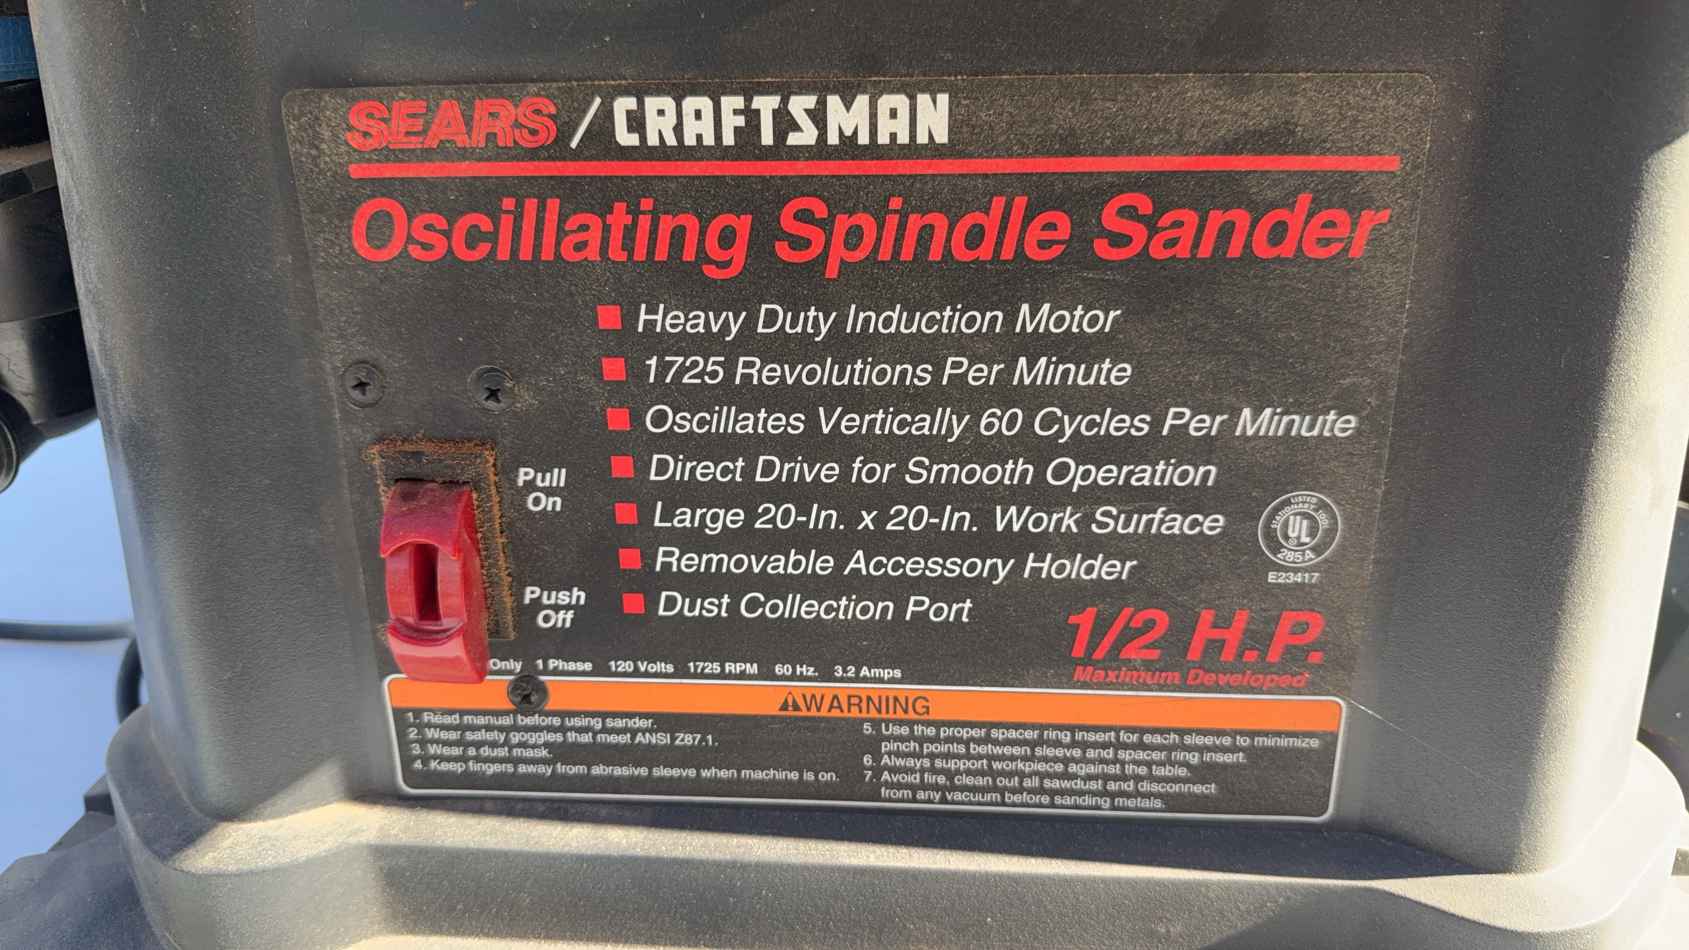 SEARS / CRAFTSMAN
Oscillating Spindle Sander
Heavy Duty Induction Motor
1725 Revolutions Per Minute
Oscillates Vertically 60 Cycles Per Minute
Direct Drive for Smooth Operation
Large 20-In. x 20-In. Work Surface
Removable Accessory Holder
Dust Collection Port
Pull
On
Push
Off
LISTED
STATIONARY TOOL
UL
285A
E23417
1/2 H.P.
Maximum Developed
Only 1 Phase 120 Volts 1725 RPM 60 Hz. 3.2 Amps
WARNING
1. Read manual before using sander.
2. Wear safety goggles that meet ANSI Z87.1.
3. Wear a dust mask.
4. Keep fingers away from abrasive sleeve when machine is on.
5. Use the proper spacer ring insert for each sleeve to minimize
pinch points between sleeve and spacer ring insert.
6. Always support workpiece against the table.
7. Avoid fire, clean out all sawdust and disconnect
from any vacuum before sanding metals.